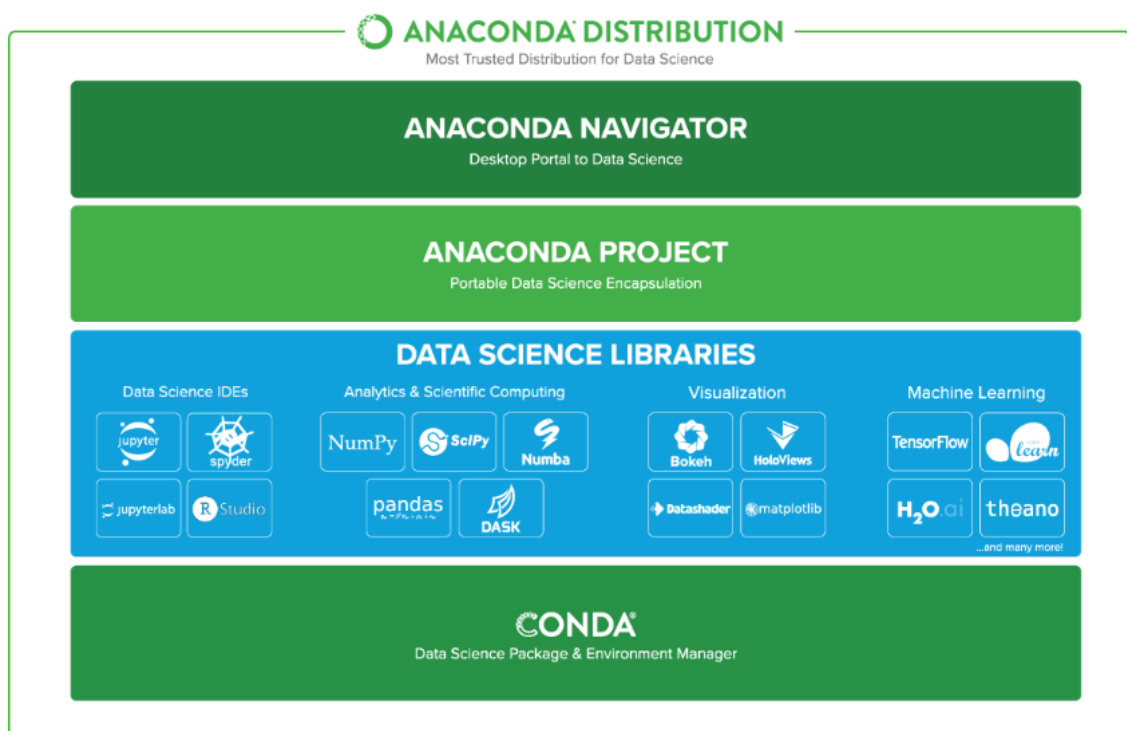 ANACONDA DISTRIBUTION
Most Trusted Distribution for Data Science
ANACONDA NAVIGATOR
Desktop Portal to Data Science
ANACONDA PROJECT
Portable Data Science Encapsulation
DATA SCIENCE LIBRARIES
Data Science IDEs
jupyter
spyder
jupyterlab
R Studio
Analytics & Scientific Computing
NumPy
SciPy
Numba
pandas
DASK
Visualization
Bokeh
HoloViews
Datashader
matplotlib
Machine Learning
TensorFlow
learn
H₂O.ai
theano
...and many more!
CONDA®
Data Science Package & Environment Manager